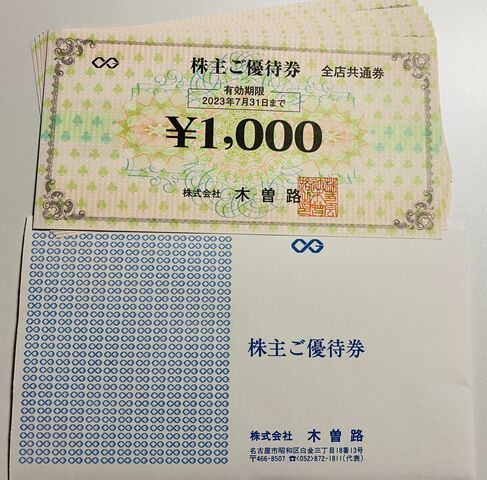 株主ご優待券 全店共通券
有効期限
2023年7月31日まで
¥1,000
株式会社 木曽路
株主ご優待券
株式会社 木曽路
名古屋市昭和区白金三丁目18番13号
〒466-8507 ☎(052)872-1811(代表)